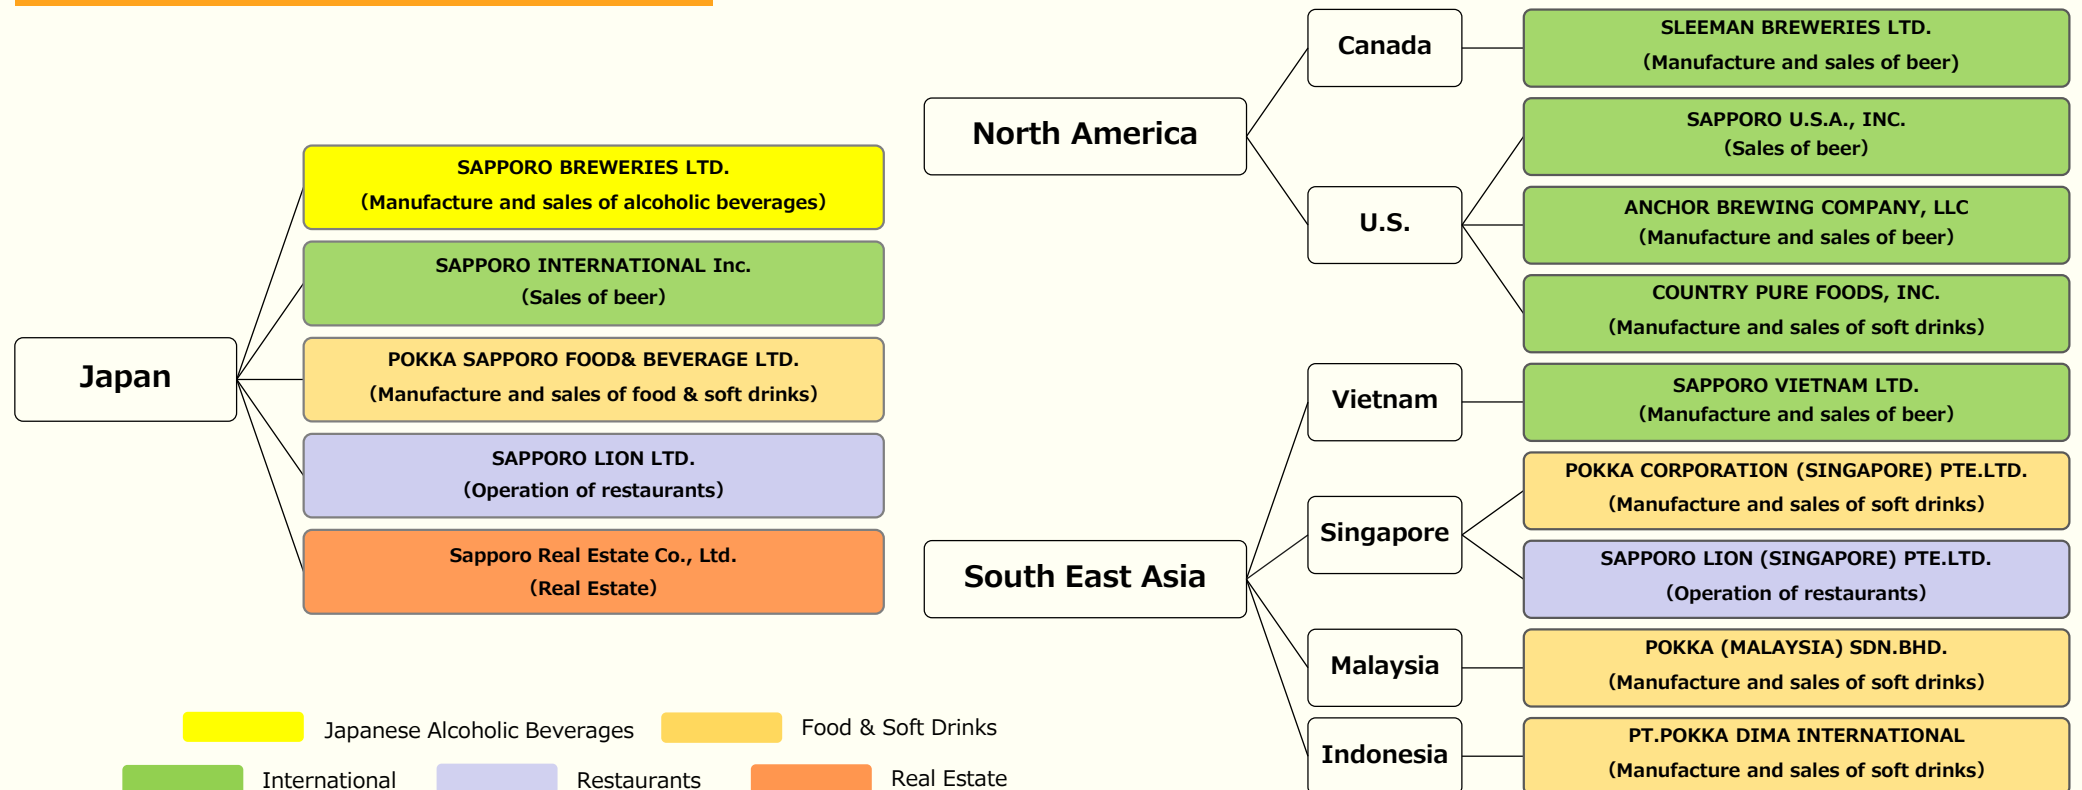 Japan
SAPPORO BREWERIES LTD.
（Manufacture and sales of alcoholic beverages）
SAPPORO INTERNATIONAL Inc.
（Sales of beer）
POKKA SAPPORO FOOD& BEVERAGE LTD.
（Manufacture and sales of food & soft drinks）
SAPPORO LION LTD.
（Operation of restaurants）
Sapporo Real Estate Co., Ltd.
（Real Estate）
North America
Canada
SLEEMAN BREWERIES LTD.
（Manufacture and sales of beer)
U.S.
SAPPORO U.S.A., INC.
（Sales of beer）
ANCHOR BREWING COMPANY, LLC
（Manufacture and sales of beer）
COUNTRY PURE FOODS, INC.
（Manufacture and sales of soft drinks）
South East Asia
Vietnam
SAPPORO VIETNAM LTD.
（Manufacture and sales of beer）
Singapore
POKKA CORPORATION (SINGAPORE) PTE.LTD.
（Manufacture and sales of soft drinks）
SAPPORO LION (SINGAPORE) PTE.LTD.
（Operation of restaurants）
Malaysia
POKKA (MALAYSIA) SDN.BHD.
（Manufacture and sales of soft drinks）
Indonesia
PT.POKKA DIMA INTERNATIONAL
（Manufacture and sales of soft drinks）
Japanese Alcoholic Beverages
Food & Soft Drinks
International
Restaurants
Real Estate